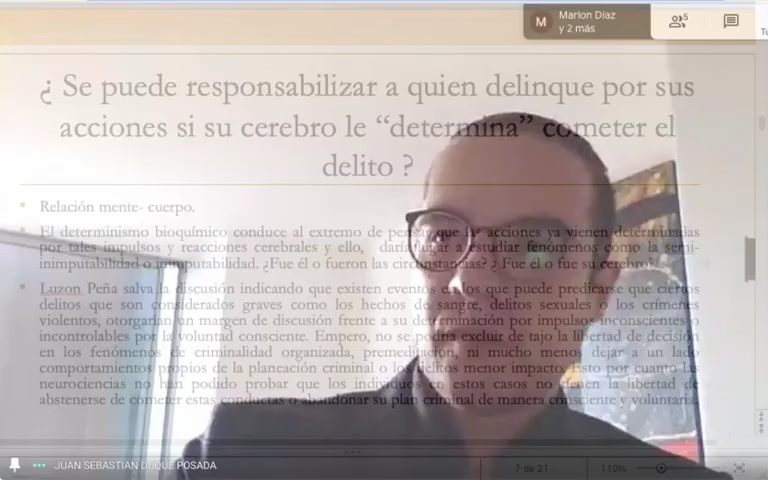 M
Marlon Díaz
y 2 más
5
¿ Se puede responsabilizar a quien delinque por sus
acciones si su cerebro le “determina” cometer el
delito ?
Relación mente- cuerpo.
El determinismo bioquímico conduce al extremo de pensar que las acciones ya vienen determinadas
por tales impulsos y reacciones cerebrales y ello, daría lugar a estudiar fenómenos como la semi-
inimputabilidad o inimputabilidad. ¿Fue él o fueron las circunstancias? ¿Fue él o fue su cerebro?
Luzon Peña salva la discusión indicando que existen eventos en los que puede predicarse que ciertos
delitos que son considerados graves como los hechos de sangre, delitos sexuales o los crímenes
violentos, otorgarían un margen de discusión frente a su determinación por impulsos inconscientes o
incontrolables por la voluntad consciente. Empero, no se podría excluir de tajo la libertad de decisión
en los fenómenos de criminalidad organizada, premeditación ni mucho menos dejar a un lado
comportamientos propios de la planeación criminal o los delitos menor impacto. Esto por cuanto las
neurociencias no han podido probar que los individuos en estos casos no tienen la libertad de
abstenerse de cometer estas conductas o abandonar su plan criminal de manera consciente y voluntaria.
JUAN SEBASTIAN DUQUE POSADA
7 de 21
110%